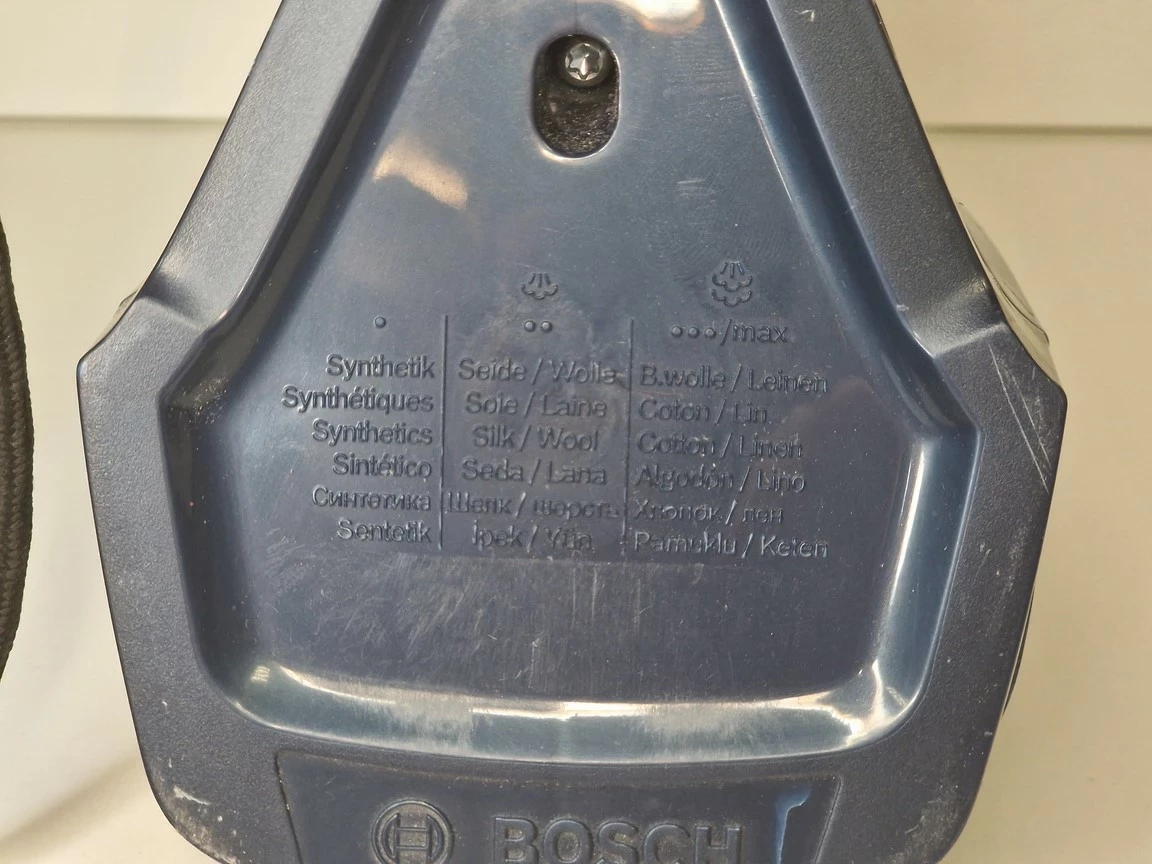 • •• •••/max
Synthetik Seide / Wolle B.wolle / Leinen
Synthétiques Soie / Laine Coton / Lin
Synthetics Silk / Wool Cotton / Linen
Sintético Seda / Lana Algodón / Lino
Синтетика Шелк / шерсть Хлопок / лен
Sentetik İpek / Yün Pamuklu / Keten
BOSCH